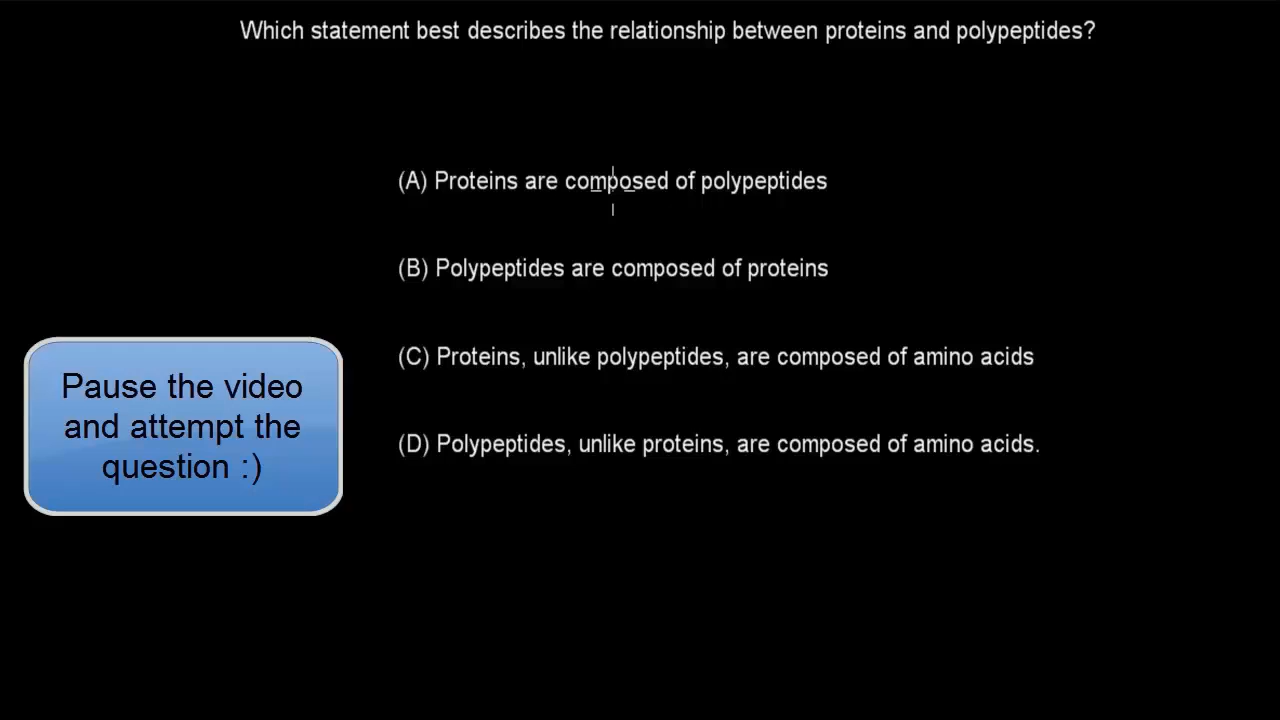 Which statement best describes the relationship between proteins and polypeptides?
(A) Proteins are composed of polypeptides
(B) Polypeptides are composed of proteins
(C) Proteins, unlike polypeptides, are composed of amino acids
(D) Polypeptides, unlike proteins, are composed of amino acids.
Pause the video
and attempt the
question :)